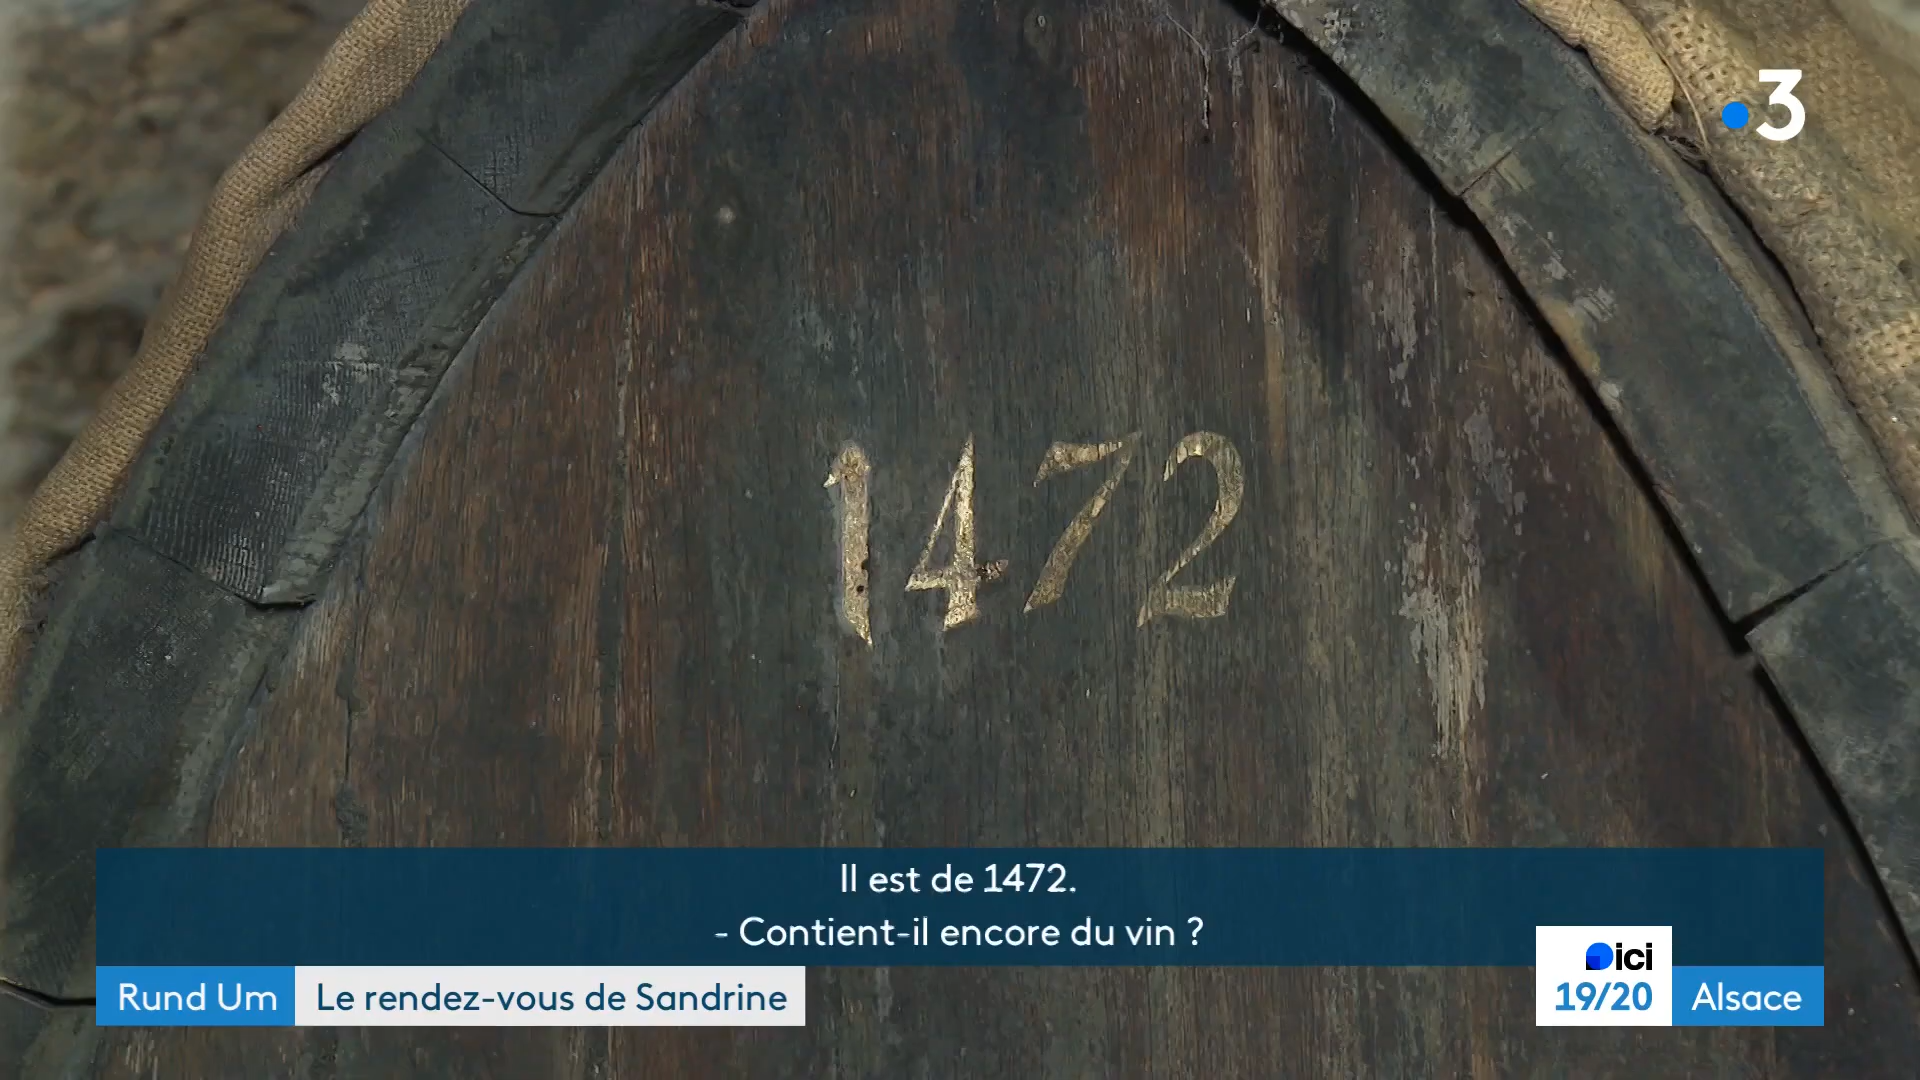 3
1472
Il est de 1472.
- Contient-il encore du vin ?
Rund Um
Le rendez-vous de Sandrine
ici
19/20
Alsace